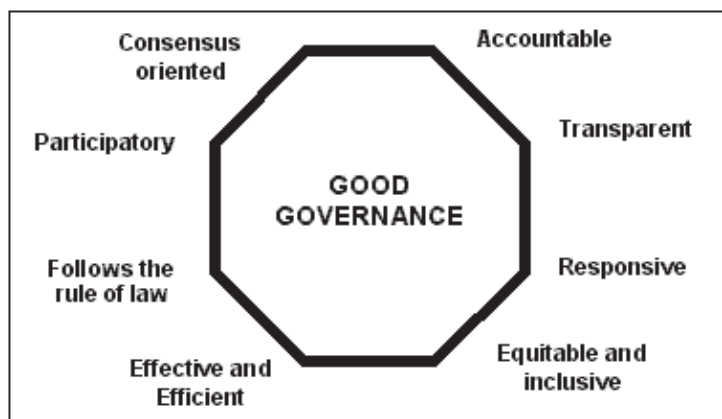 Consensus
oriented
Accountable
Participatory
Transparent
GOOD
GOVERNANCE
Follows the
rule of law
Responsive
Effective and
Efficient
Equitable and
inclusive